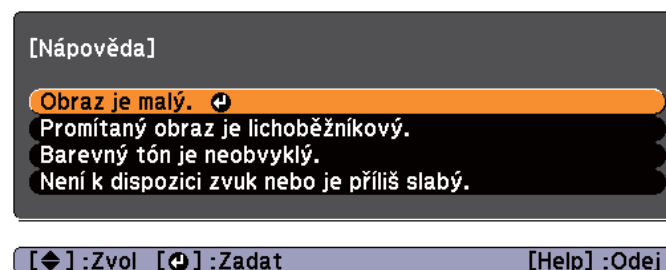 [Nápověda]
Obraz je malý.
Promítaný obraz je lichoběžníkový.
Barevný tón je neobvyklý.
Není k dispozici zvuk nebo je příliš slabý.
[◆] :Zvol [↵] :Zadat [Help] :Odej